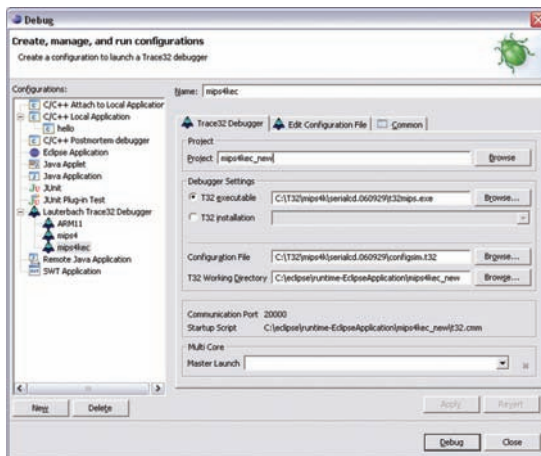 Debug
Create, manage, and run configurations
Create a configuration to launch a Trace32 debugger
Configurations:
C/C++ Attach to Local Application
C/C++ Local Application
hello
C/C++ Postmortem debugger
Eclipse Application
Java Applet
Java Application
JUnit
JUnit Plug-in Test
Lauterbach Trace32 Debugger
ARM11
mips4
mips4kec
Remote Java Application
SWT Application
New
Delete
Name: mips4kec
Trace32 Debugger
Edit Configuration File
Common
Project
Project mips4kec_new
Browse
Debugger Settings
T32 executable C:\T32\mips4k\serialcd.060929\t32mips.exe
Browse...
T32 installation
Configuration File C:\T32\mips4k\serialcd.060929\configsim.t32
Browse...
T32 Working Directory C:\eclipse\runtime-EclipseApplication\mips4kec_new
Browse...
Communication Port 20000
Startup Script C:\eclipse\runtime-EclipseApplication\mips4kec_new\t32.cmm
Multi Core
Master Launch
Apply
Revert
Debug
Close